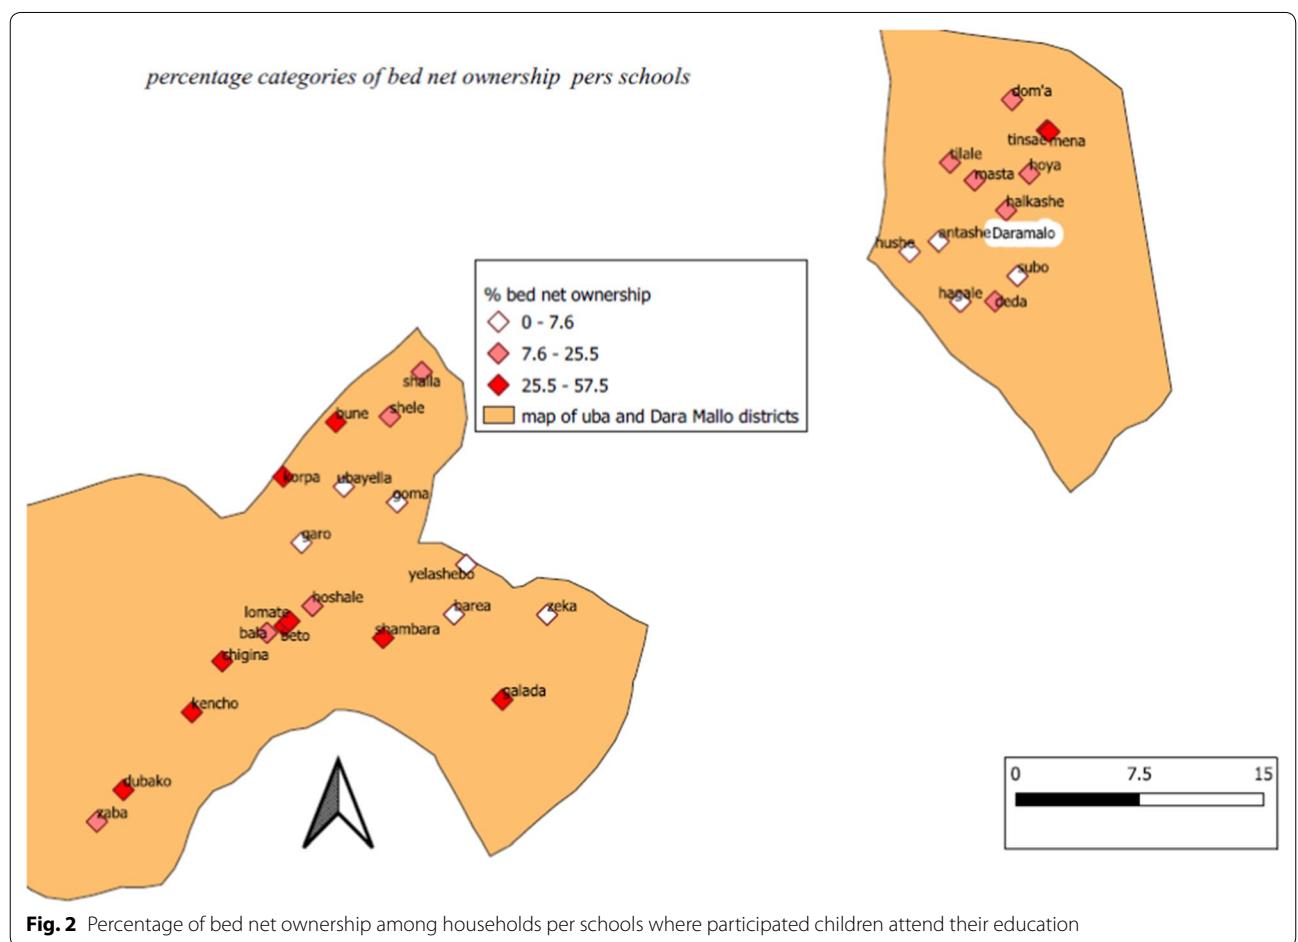 percentage categories of bed net ownership pers schools
dom'a
tinsae mena
tilale
hoya
masta
halkashe
antashe Daramalo
hushe
subo
hagale
deda
% bed net ownership
0 - 7.6
7.6 - 25.5
25.5 - 57.5
map of uba and Dara Mallo districts
shalla
shele
bune
korpa
ubayella
goma
garo
yelashebo
hoshale
barea
zeka
lomate
bala
beto
shambara
chigina
galada
kencho
dubako
zaba
0 7.5 15
Fig. 2 Percentage of bed net ownership among households per schools where participated children attend their education